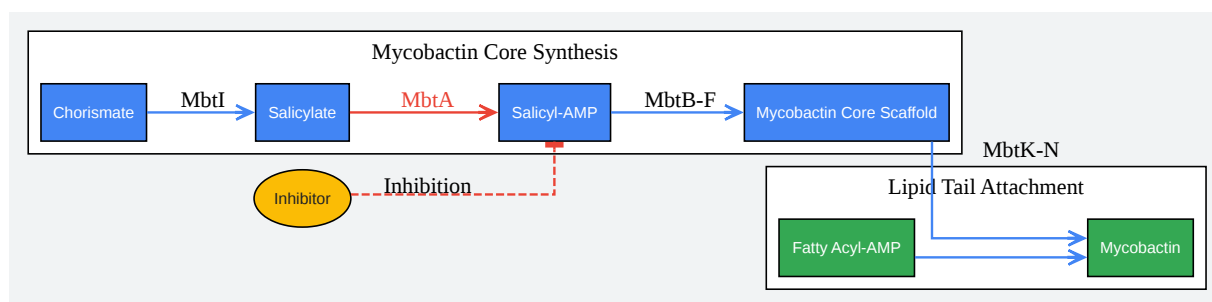 Mycobactin Core Synthesis
Chorismate
MbtI
Salicylate
MbtA
Salicyl-AMP
MbtB-F
Mycobactin Core Scaffold
MbtK-N
Inhibitor
Inhibition
Lipid Tail Attachment
Fatty Acyl-AMP
Mycobactin